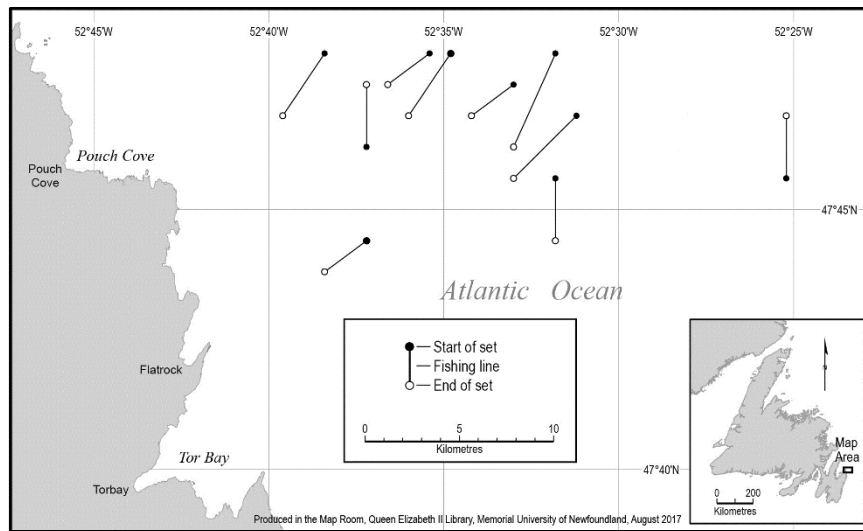 52°45'W
52°40'W
52°35'W
52°30'W
52°25'W
Pouch Cove
Pouch
Cove
47°45'N
Atlantic Ocean
Start of set
Fishing line
End of set
Flatrock
0 5 10
Kilometres
Map
Area
Tor Bay
47°40'N
Torbay
0 200
Kilometres
Produced in the Map Room, Queen Elizabeth II Library, Memorial University of Newfoundland, August 2017